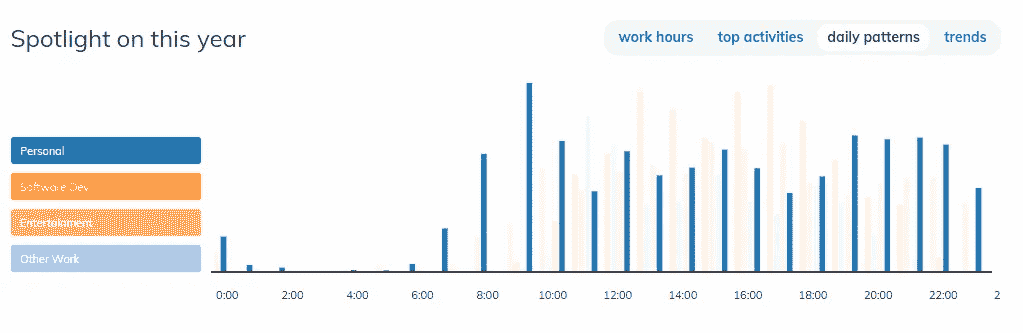 Spotlight on this year
work hours top activities daily patterns trends
Personal
Software Dev
Entertainment
Other Work
0:00 2:00 4:00 6:00 8:00 10:00 12:00 14:00 16:00 18:00 20:00 22:00 2